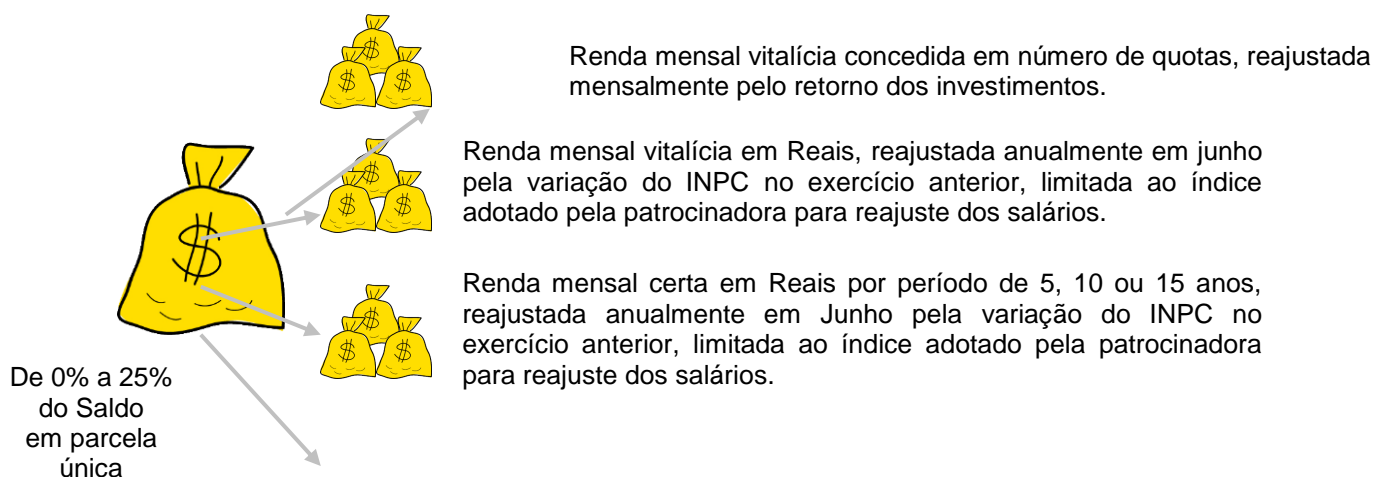 Renda mensal vitalícia concedida em número de quotas, reajustada
mensalmente pelo retorno dos investimentos.
Renda mensal vitalícia em Reais, reajustada anualmente em junho
pela variação do INPC no exercício anterior, limitada ao índice
adotado pela patrocinadora para reajuste dos salários.
Renda mensal certa em Reais por período de 5, 10 ou 15 anos,
reajustada anualmente em Junho pela variação do INPC no
exercício anterior, limitada ao índice adotado pela patrocinadora
para reajuste dos salários.
De 0% a 25%
do Saldo
em parcela
única